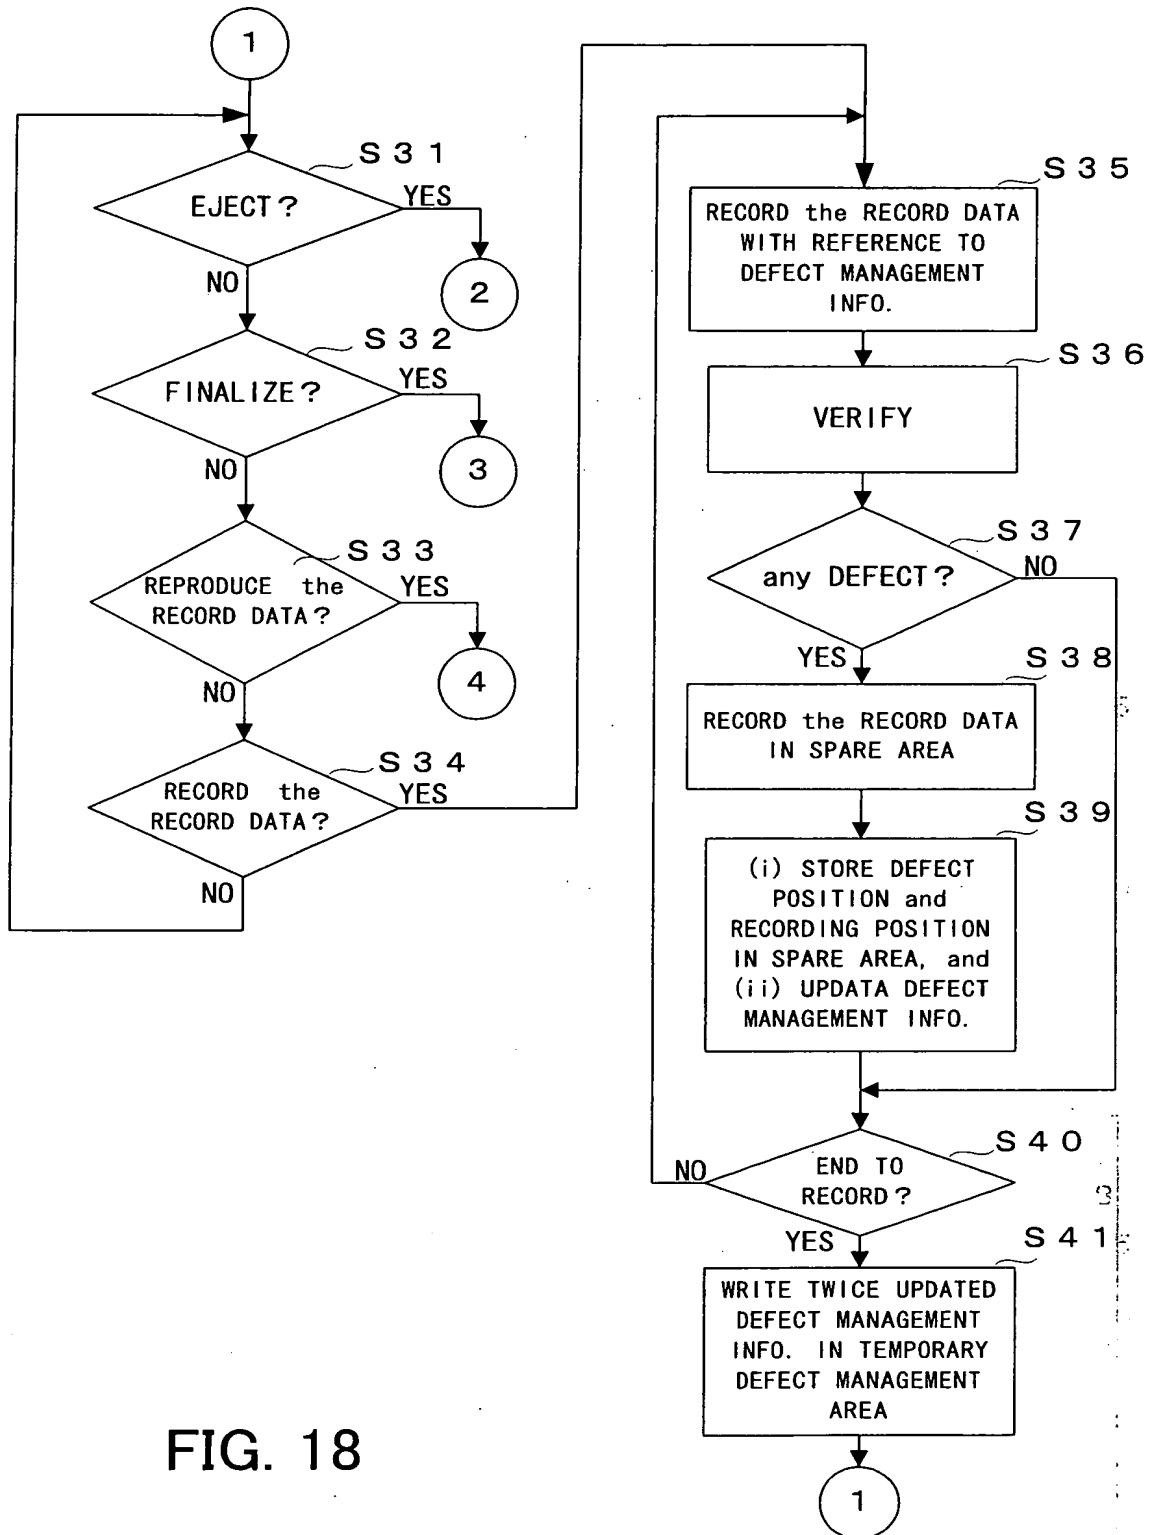 1
S31
EJECT?
YES
2
NO
S32
FINALIZE?
YES
3
NO
S33
REPRODUCE the
RECORD DATA?
YES
4
NO
S34
RECORD the
RECORD DATA?
YES
NO
S35
RECORD the RECORD DATA
WITH REFERENCE TO
DEFECT MANAGEMENT
INFO.
S36
VERIFY
S37
any DEFECT?
NO
YES
S38
RECORD the RECORD DATA
IN SPARE AREA
S39
(i) STORE DEFECT
POSITION and
RECORDING POSITION
IN SPARE AREA, and
(ii) UPDATA DEFECT
MANAGEMENT INFO.
S40
END TO
RECORD?
NO
YES
S41
WRITE TWICE UPDATED
DEFECT MANAGEMENT
INFO. IN TEMPORARY
DEFECT MANAGEMENT
AREA
1
FIG. 18